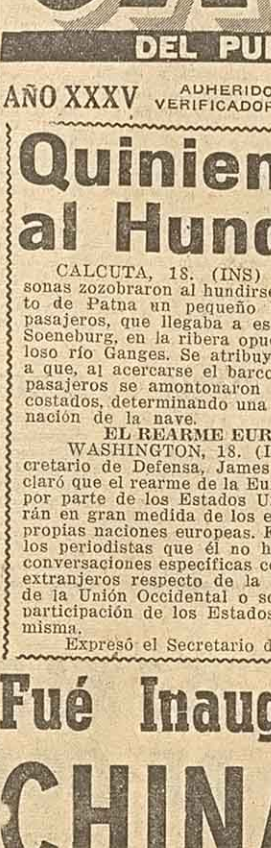 DEL PU
AÑO XXXV
ADHERIDO
VERIFICADOR
Quinien
al Hund
CALCUTA, 18. (INS)
sonas zozobraron al hundirse
to de Patna un pequeño
pasajeros, que llegaba a es
Soeneburg, en la ribera opu
loso río Ganges. Se atribuy
a que, al acercarse el barco
pasajeros se amontonaron
costados, determinando una
nación de la nave.
EL REARME EUR
WASHINGTON, 18. (I
cretario de Defensa, James
claró que el rearme de la Eu
por parte de los Estados U
rán en gran medida de los e
propias naciones europeas. E
los periodistas que él no h
conversaciones específicas c
extranjeros respecto de la
de la Unión Occidental o s
participación de los Estados
misma.
Expresó el Secretario d
Fué Inaug
CHINA